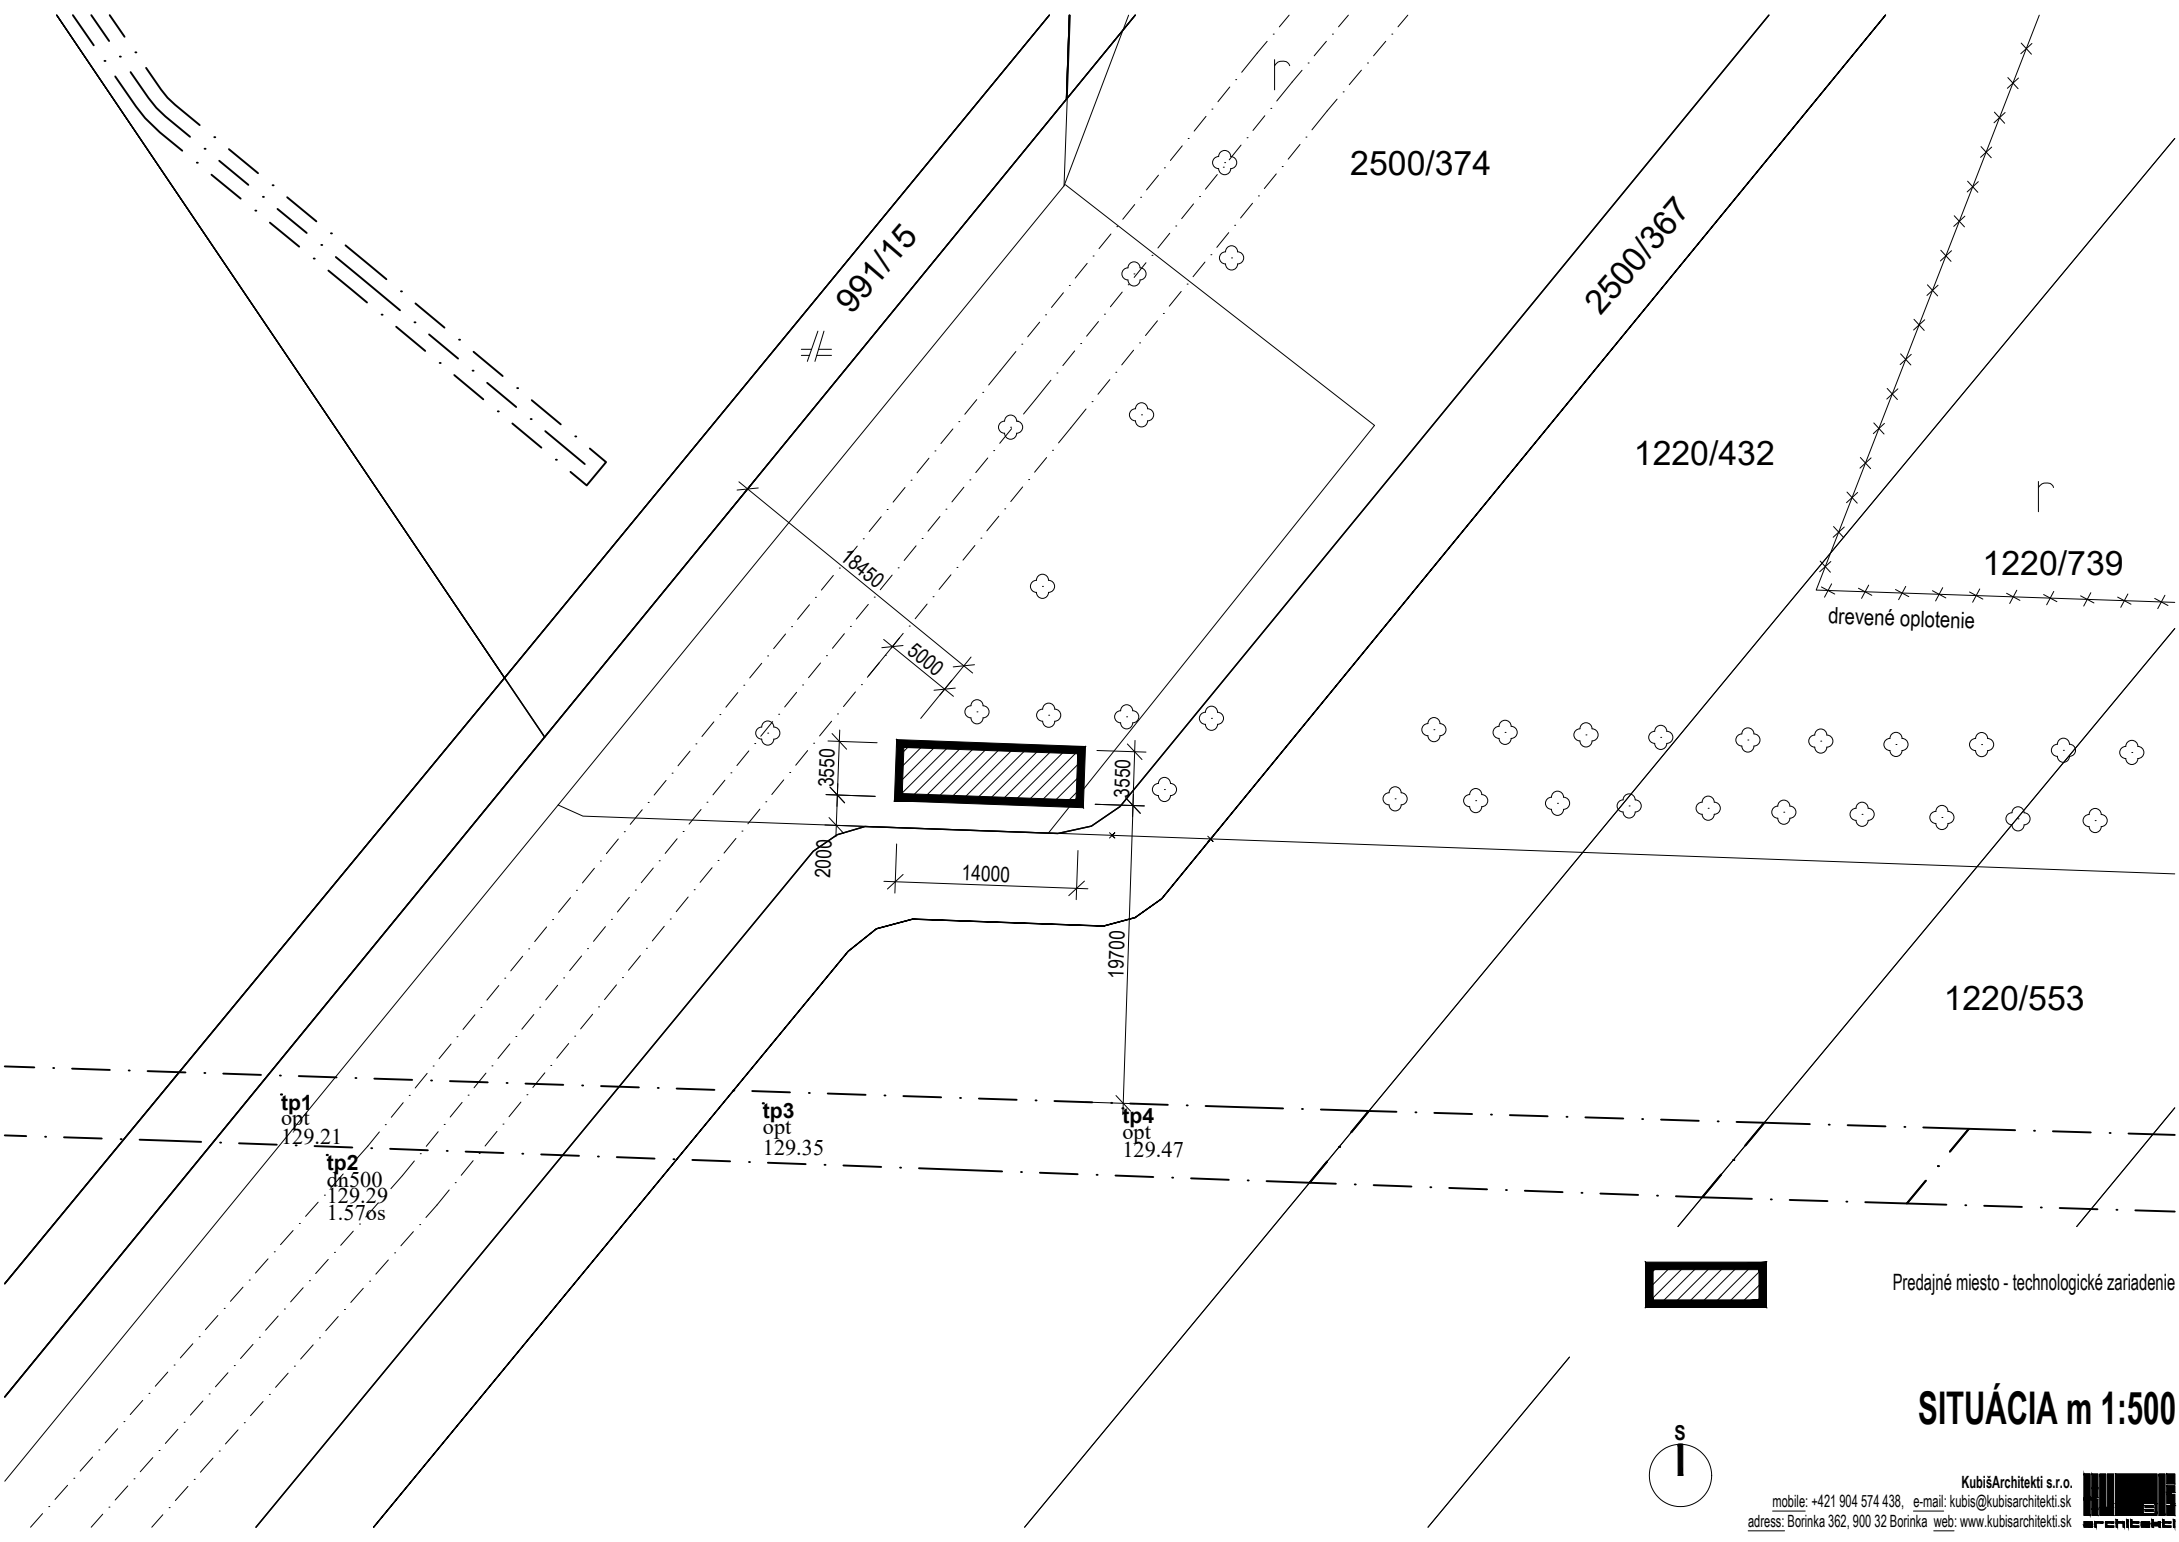 r
2500/374
991/15
2500/367
1220/432
r
1220/739
drevené oplotenie
18450
5000
3550
3550
2000
14000
19700
1220/553
tp1
opt
129.21
tp2
dn500
129.29
1.57os
tp3
opt
129.35
tp4
opt
129.47
Predajné miesto - technologické zariadenie
SITUÁCIA m 1:500
S
KubišArchitekti s.r.o.
mobile: +421 904 574 438, e-mail: kubis@kubisarchitekti.sk
adress: Borinka 362, 900 32 Borinka web: www.kubisarchitekti.sk
architekti